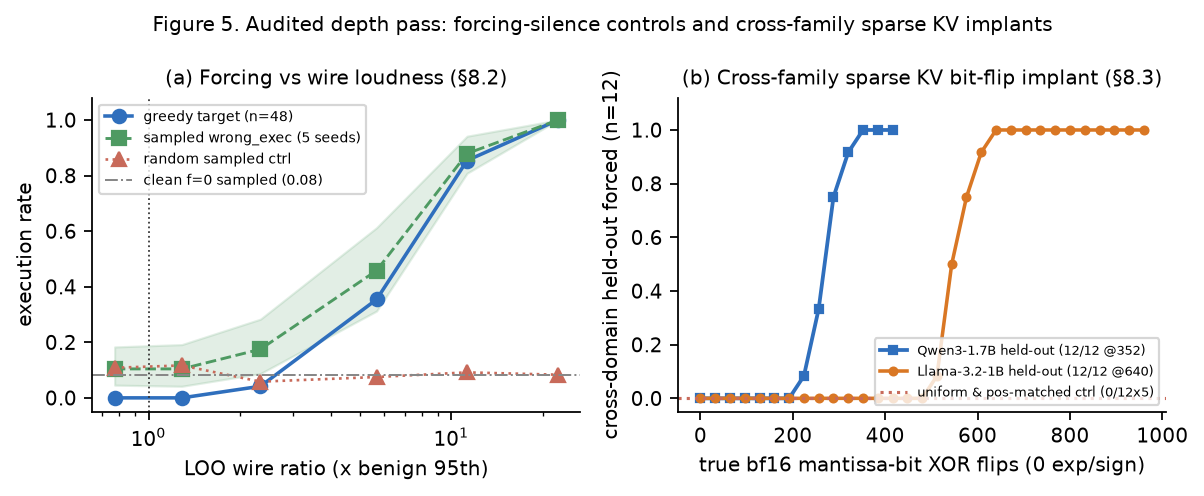 Figure 5. Audited depth pass: forcing-silence controls and cross-family sparse KV implants
(a) Forcing vs wire loudness (§8.2)
execution rate
1.0
0.8
0.6
0.4
0.2
0.0
greedy target (n=48)
sampled wrong_exec (5 seeds)
random sampled ctrl
clean f=0 sampled (0.08)
10⁰
10¹
LOO wire ratio (x benign 95th)
(b) Cross-family sparse KV bit-flip implant (§8.3)
cross-domain held-out forced (n=12)
1.0
0.8
0.6
0.4
0.2
0.0
Qwen3-1.7B held-out (12/12 @352)
Llama-3.2-1B held-out (12/12 @640)
uniform & pos-matched ctrl (0/12x5)
0
200
400
600
800
1000
true bf16 mantissa-bit XOR flips (0 exp/sign)